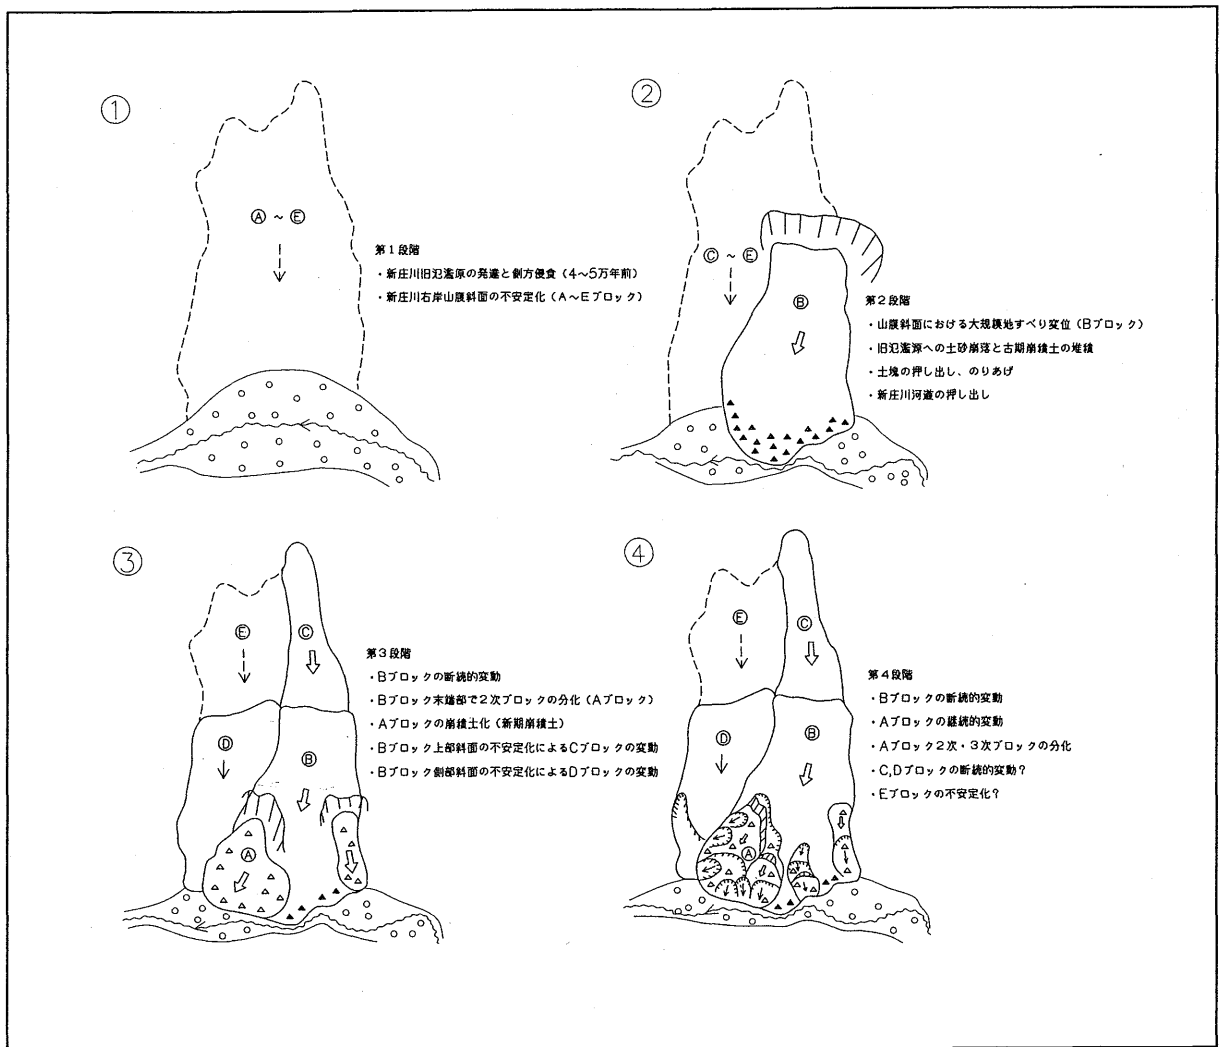 ①
Ⓐ ~ Ⓔ
第1段階
・新庄川旧氾濫原の発達と側方侵食(4~5万年前)
・新庄川右岸山腹斜面の不安定化(A~Eブロック)
②
Ⓒ ~ Ⓔ
Ⓑ
第2段階
・山腹斜面における大規模地すべり変位(Bブロック)
・旧氾濫源への土砂崩落と古期崩積土の堆積
・土塊の押し出し、のりあげ
・新庄川河道の押し出し
③
Ⓔ
Ⓒ
Ⓓ
Ⓑ
Ⓐ
第3段階
・Bブロックの断続的変動
・Bブロック末端部で2次ブロックの分化(Aブロック)
・Aブロックの崩積土化(新期崩積土)
・Bブロック上部斜面の不安定化によるCブロックの変動
・Bブロック側部斜面の不安定化によるDブロックの変動
④
Ⓔ
Ⓒ
Ⓓ
Ⓑ
Ⓐ
第4段階
・Bブロックの断続的変動
・Aブロックの継続的変動
・Aブロック2次・3次ブロックの分化
・C,Dブロックの断続的変動?
・Eブロックの不安定化?